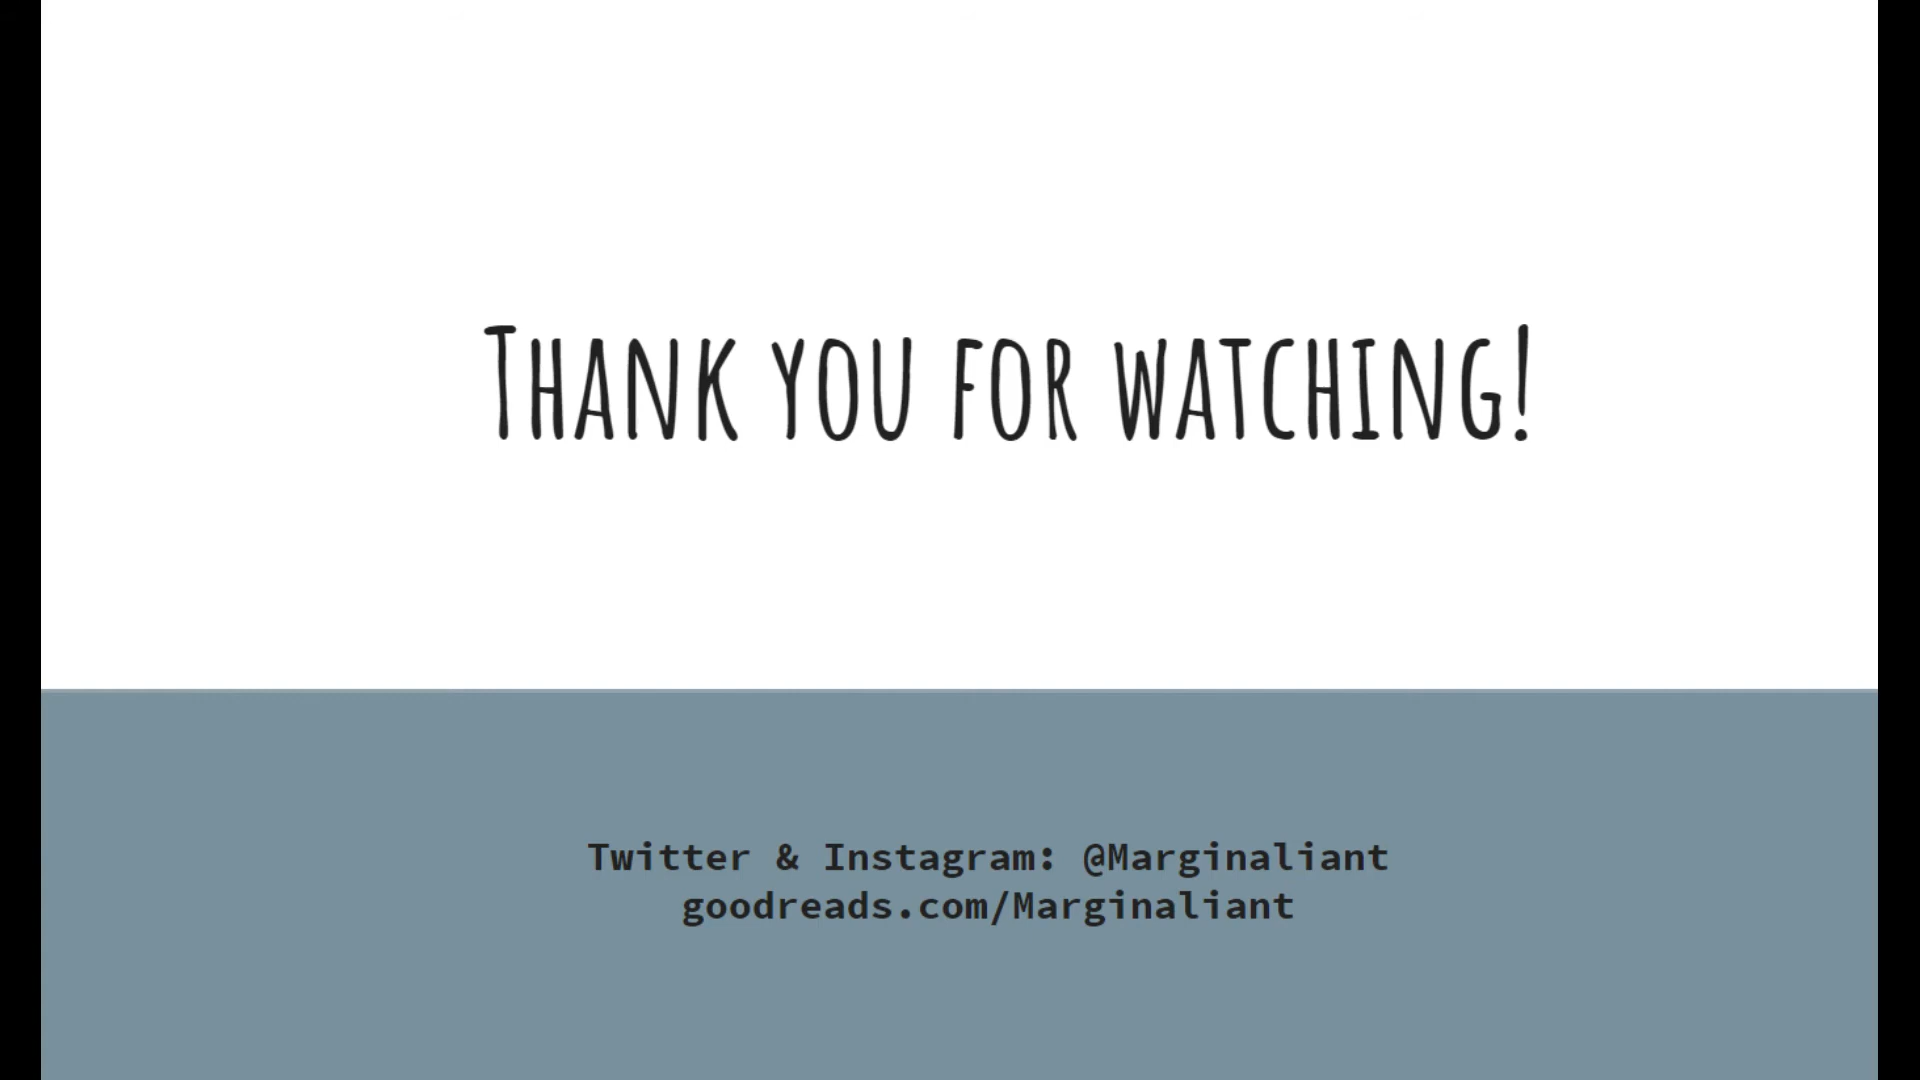 Thank you for watching!
Twitter & Instagram: @Marginaliant
goodreads.com/Marginaliant